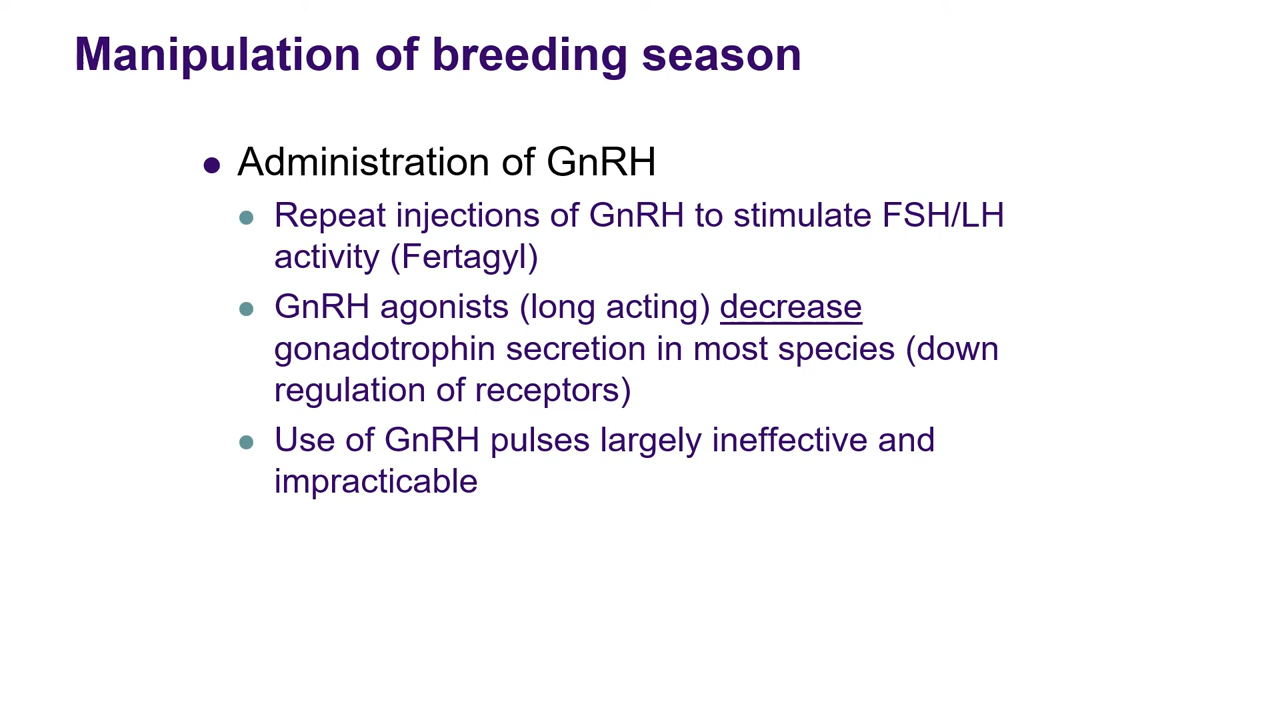 Manipulation of breeding season
Administration of GnRH
Repeat injections of GnRH to stimulate FSH/LH
activity (Fertagyl)
GnRH agonists (long acting) decrease
gonadotrophin secretion in most species (down
regulation of receptors)
Use of GnRH pulses largely ineffective and
impracticable